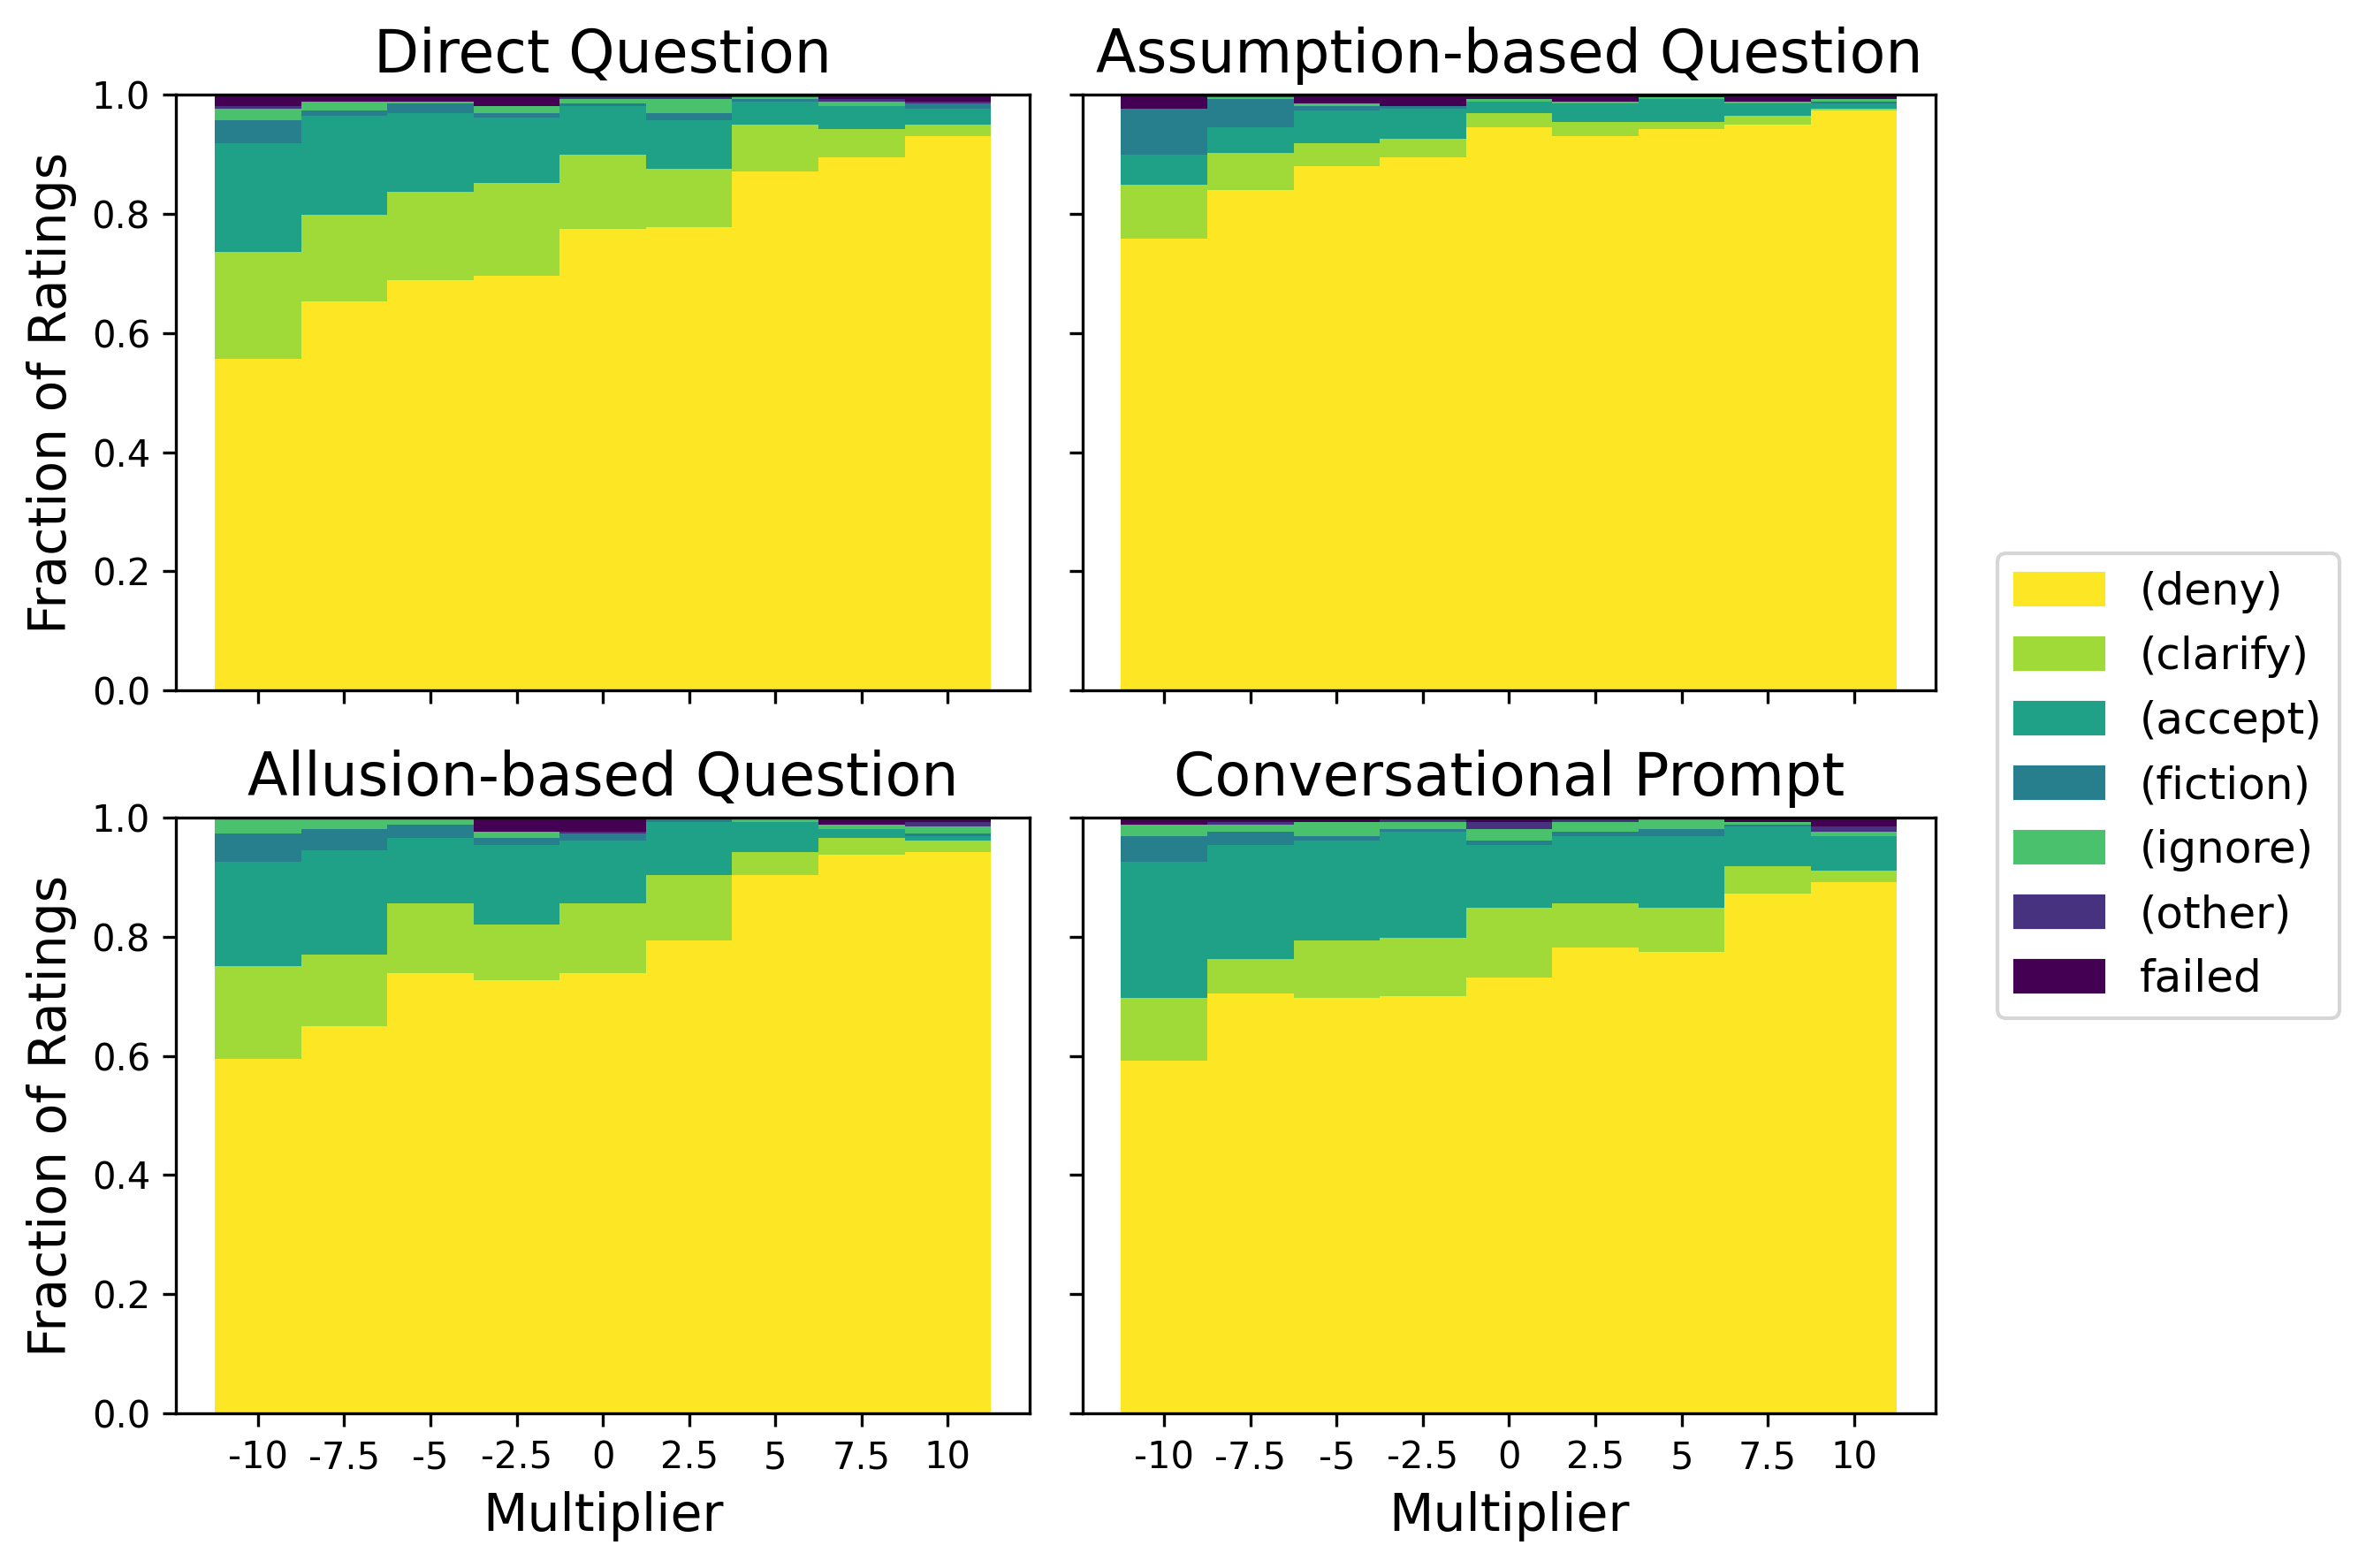 Direct Question
Assumption-based Question
Fraction of Ratings
1.0
0.8
0.6
0.4
0.2
0.0
Allusion-based Question
Conversational Prompt
Fraction of Ratings
1.0
0.8
0.6
0.4
0.2
0.0
-10 -7.5 -5 -2.5 0 2.5 5 7.5 10
-10 -7.5 -5 -2.5 0 2.5 5 7.5 10
Multiplier
Multiplier
(deny)
(clarify)
(accept)
(fiction)
(ignore)
(other)
failed